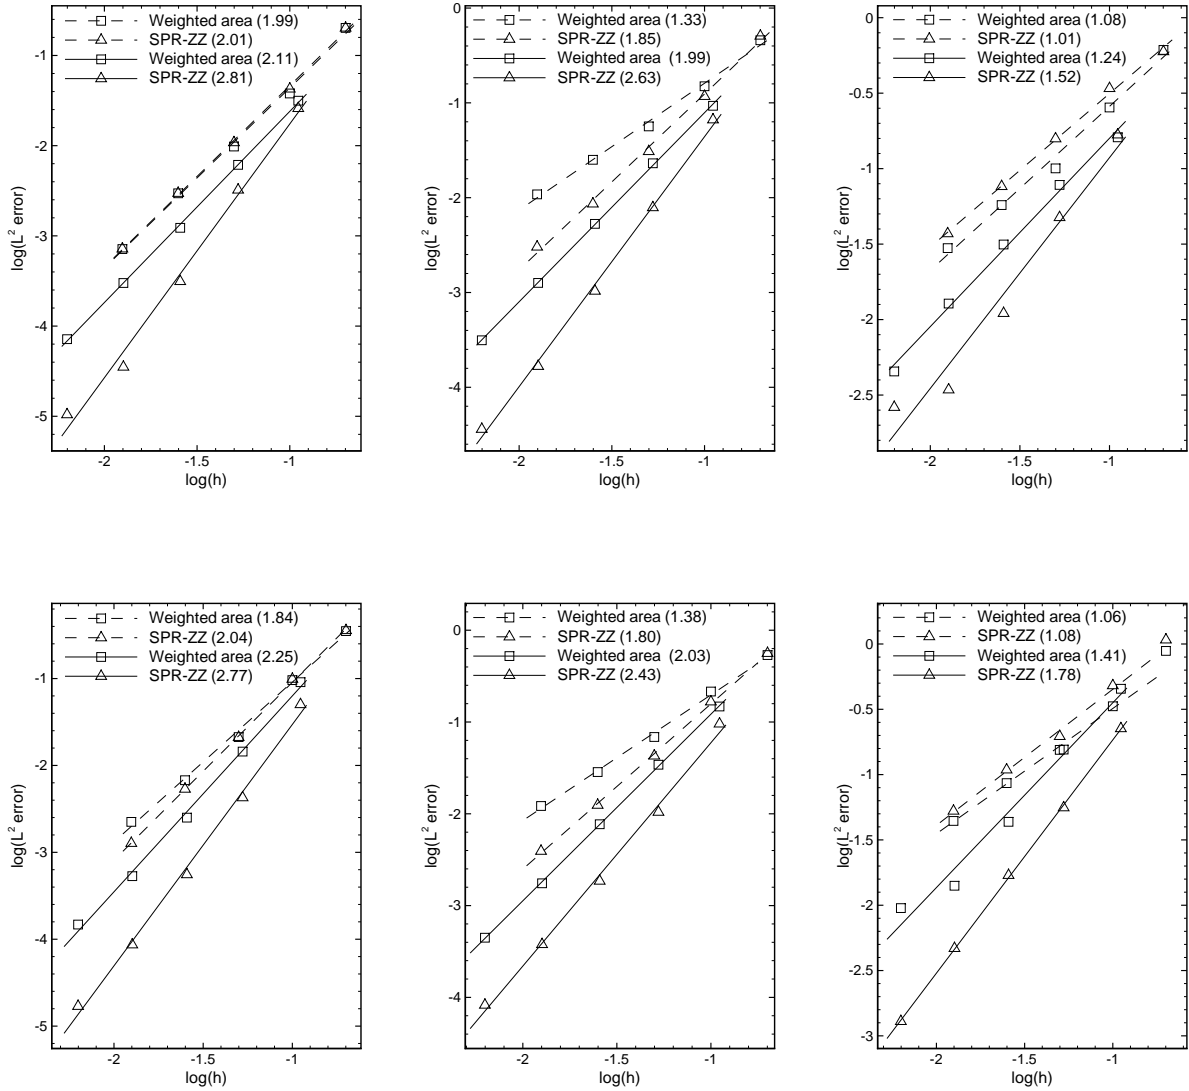 Weighted area (1.99)
SPR-ZZ (2.01)
Weighted area (2.11)
SPR-ZZ (2.81)
-1
-2
-3
-4
-5
log(L² error)
-2
-1.5
-1
log(h)
Weighted area (1.33)
SPR-ZZ (1.85)
Weighted area (1.99)
SPR-ZZ (2.63)
0
-1
-2
-3
-4
log(L² error)
-2
-1.5
-1
log(h)
Weighted area (1.08)
SPR-ZZ (1.01)
Weighted area (1.24)
SPR-ZZ (1.52)
0
-0.5
-1
-1.5
-2
-2.5
log(L² error)
-2
-1.5
-1
log(h)
Weighted area (1.84)
SPR-ZZ (2.04)
Weighted area (2.25)
SPR-ZZ (2.77)
-1
-2
-3
-4
-5
log(L² error)
-2
-1.5
-1
log(h)
Weighted area (1.38)
SPR-ZZ (1.80)
Weighted area (2.03)
SPR-ZZ (2.43)
0
-1
-2
-3
-4
log(L² error)
-2
-1.5
-1
log(h)
Weighted area (1.06)
SPR-ZZ (1.08)
Weighted area (1.41)
SPR-ZZ (1.78)
0
-0.5
-1
-1.5
-2
-2.5
-3
log(L² error)
-2
-1.5
-1
log(h)